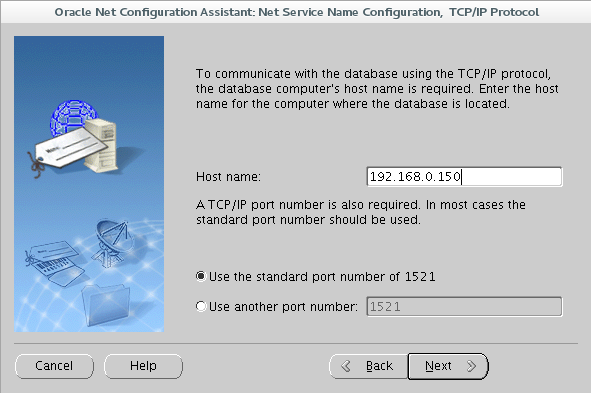 Oracle Net Configuration Assistant: Net Service Name Configuration, TCP/IP Protocol
To communicate with the database using the TCP/IP protocol,
the database computer's host name is required. Enter the host
name for the computer where the database is located.
Host name: 192.168.0.150
A TCP/IP port number is also required. In most cases the
standard port number should be used.
Use the standard port number of 1521
Use another port number: 1521
Cancel Help Back Next